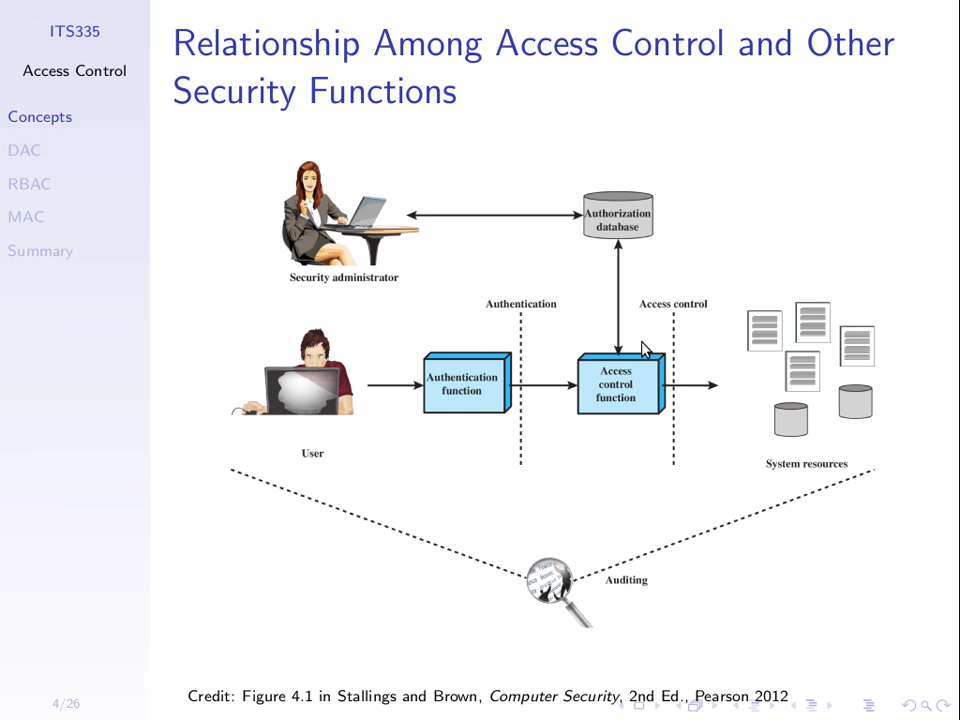 ITS335
Access Control
Concepts
DAC
RBAC
MAC
Summary
4/26
Relationship Among Access Control and Other
Security Functions
Authorization
database
Security administrator
Authentication
Access control
Authentication
function
Access
control
function
User
System resources
Auditing
Credit: Figure 4.1 in Stallings and Brown, Computer Security, 2nd Ed., Pearson 2012